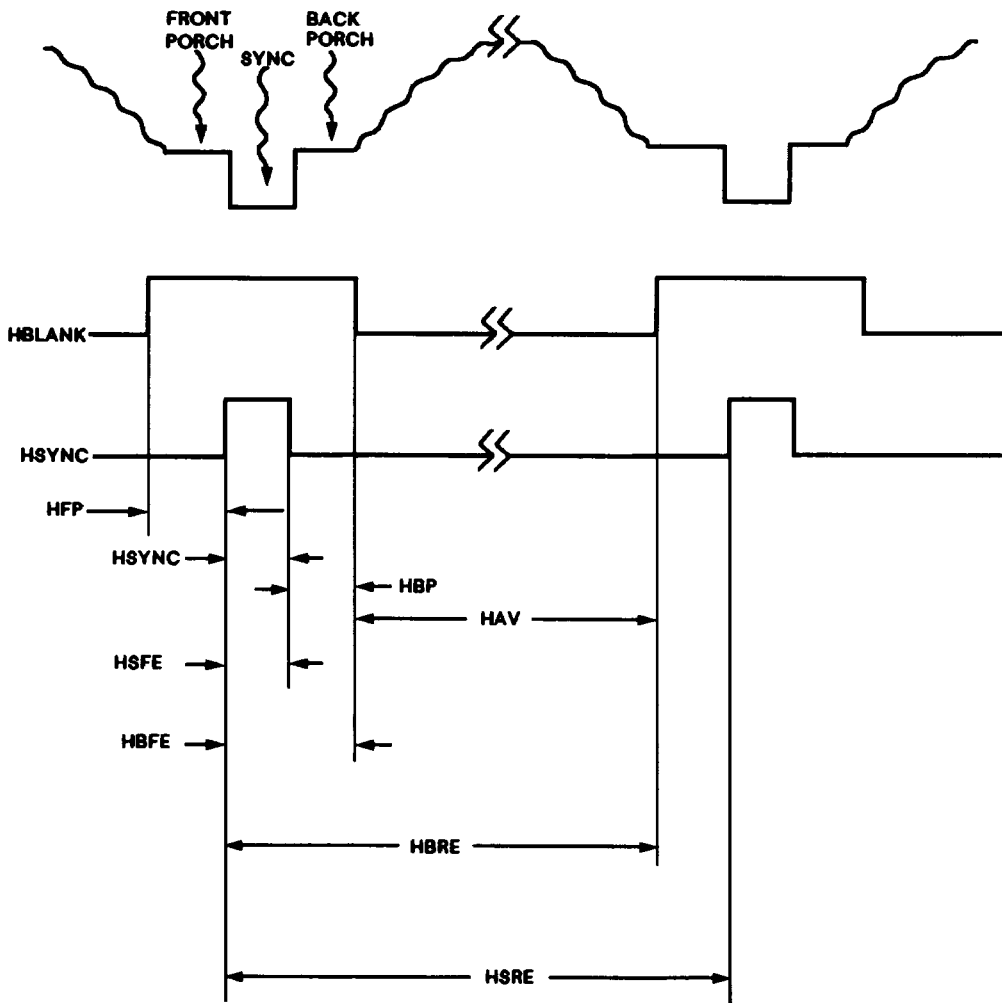 FRONT
PORCH
SYNC
BACK
PORCH
HBLANK
HSYNC
HFP
HSYNC
HBP
HAV
HSFE
HBFE
HBRE
HSRE